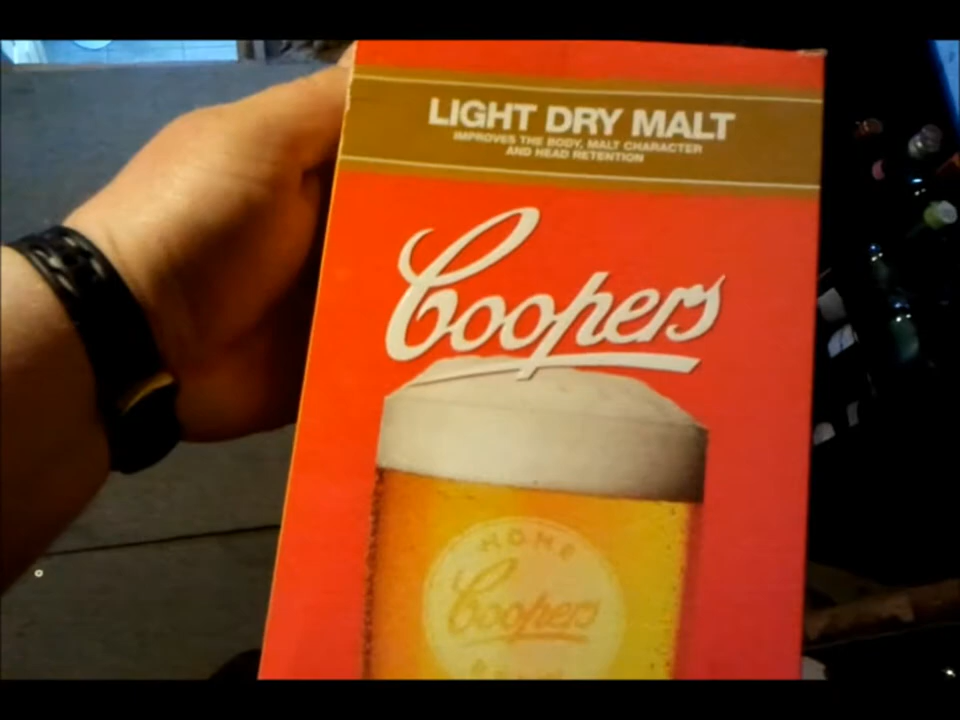 LIGHT DRY MALT
IMPROVES THE BODY, MALT CHARACTER
AND HEAD RETENTION
Coopers
HOME
Coopers